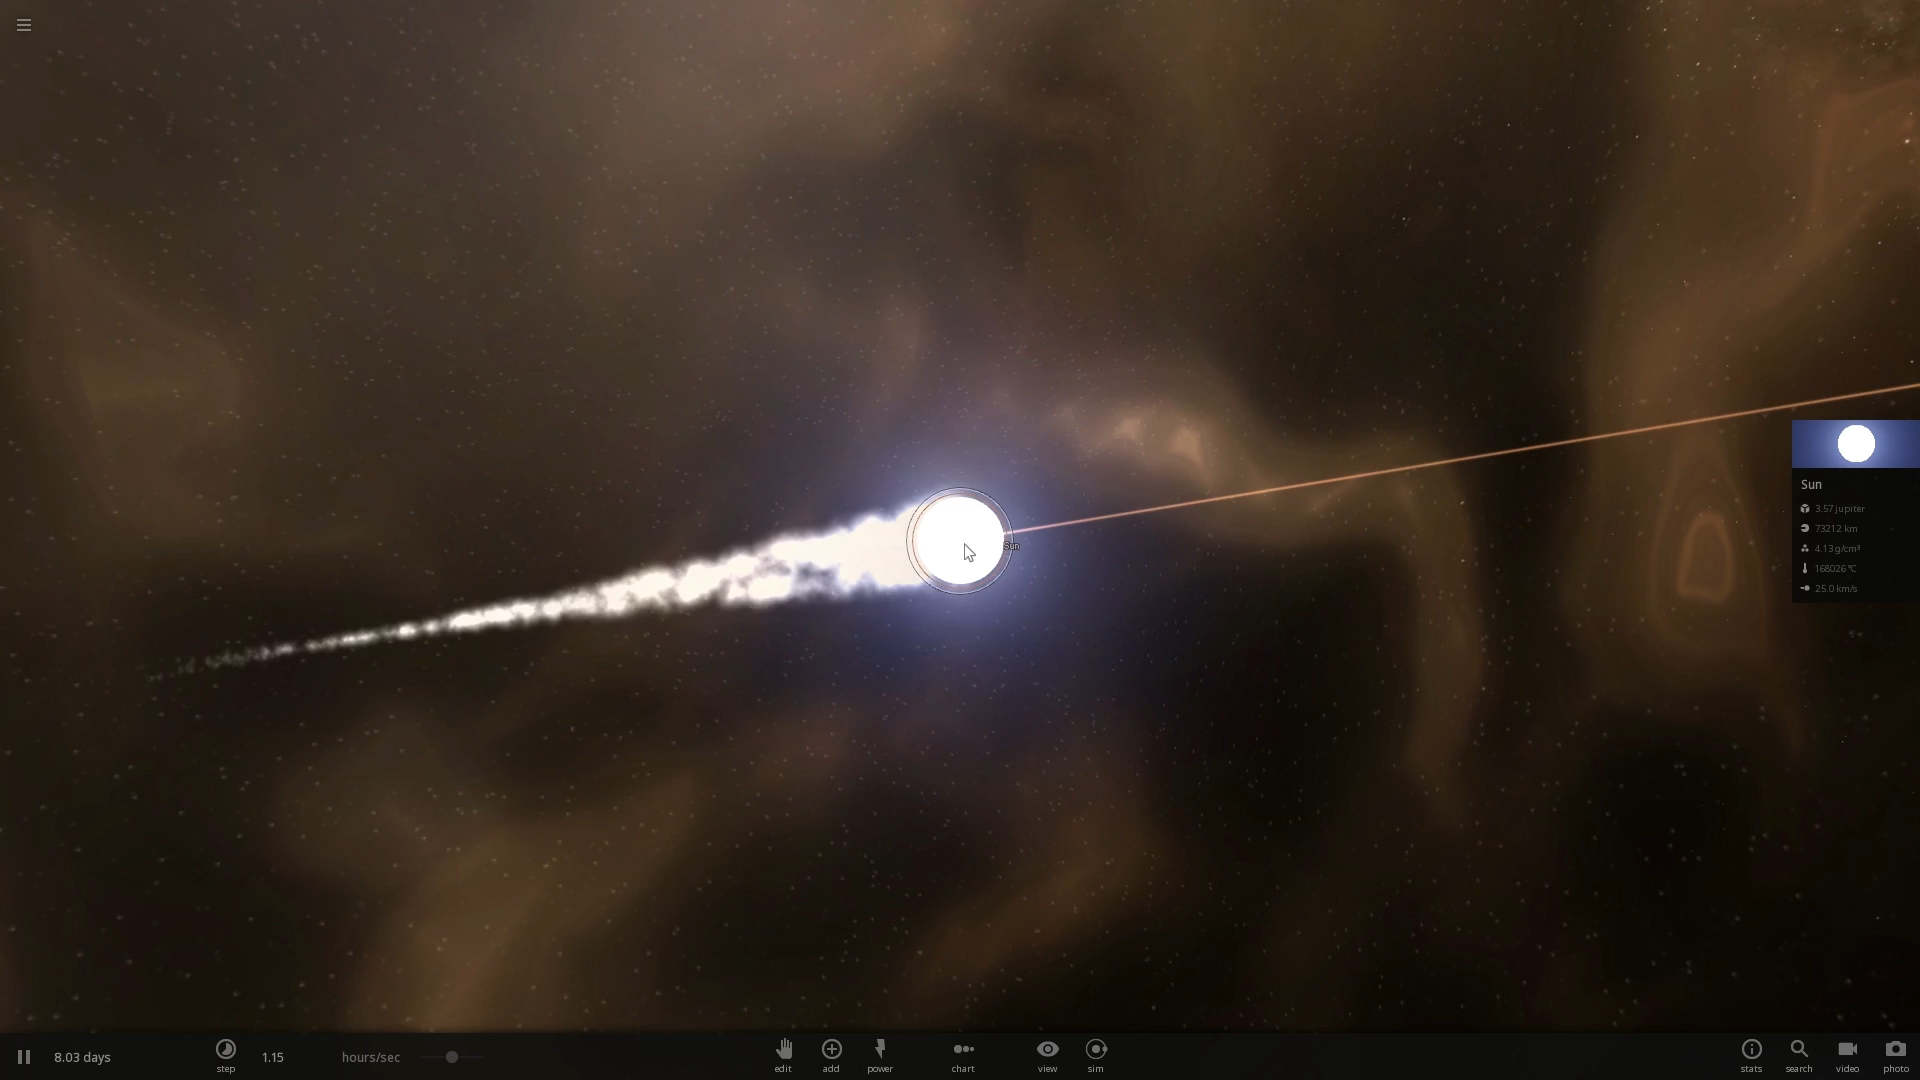 Sun
Sun
3.57 jupiter
73212 km
4.13 g/cm³
168026 °C
25.0 km/s
8.03 days
step
1.15
hours/sec
edit
add
power
chart
view
sim
stats
search
video
photo